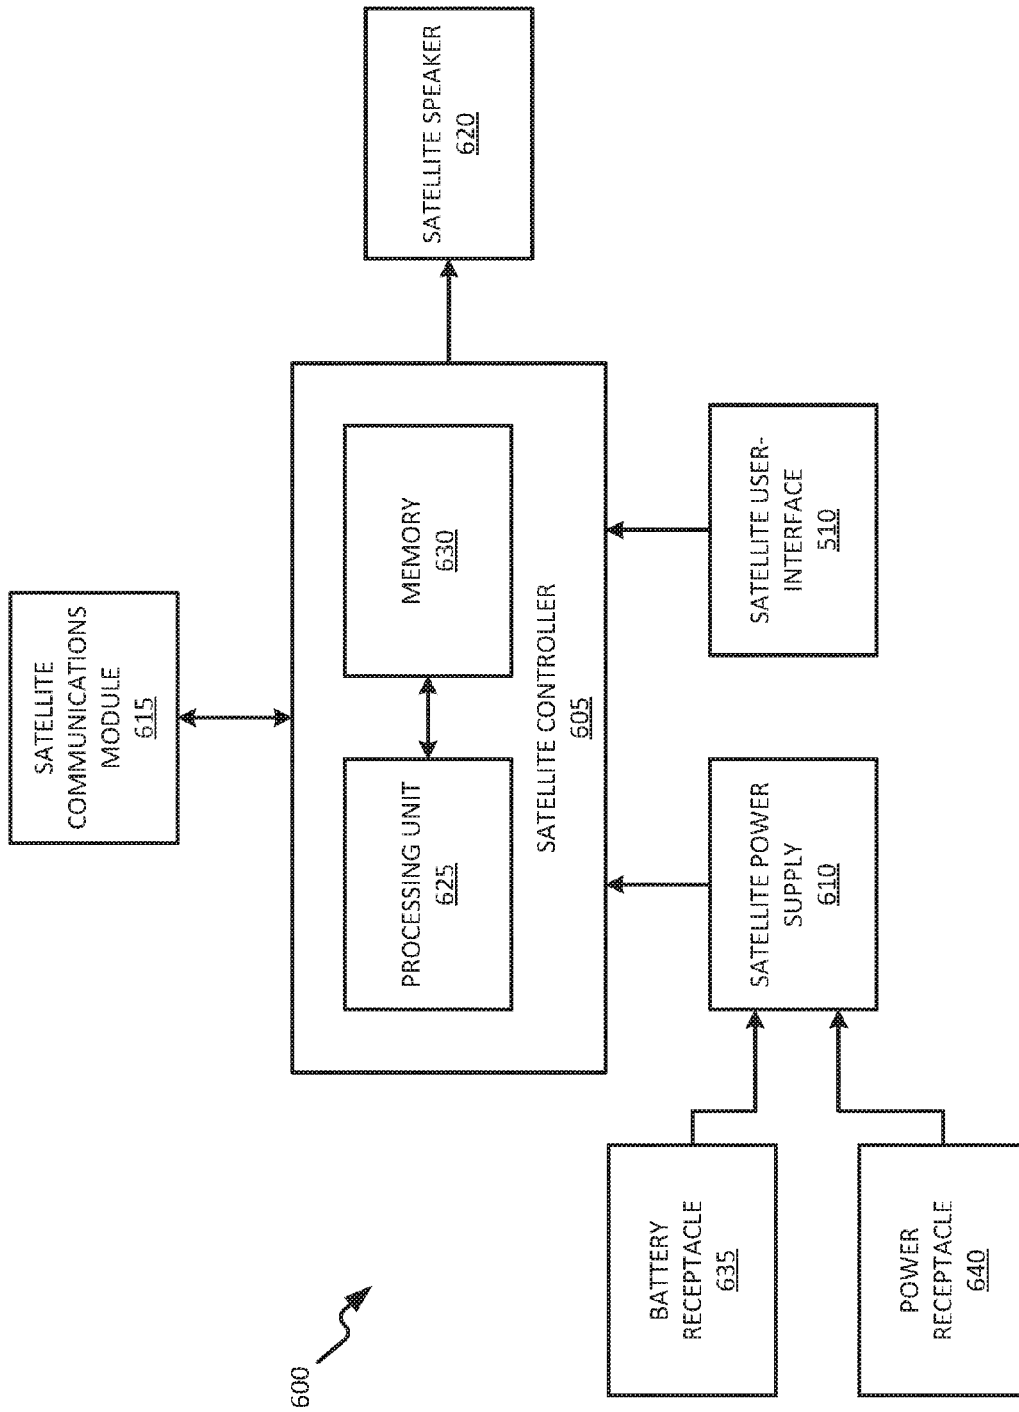 600
SATELLITE
COMMUNICATIONS
MODULE
615
BATTERY
RECEPTACLE
635
POWER
RECEPTACLE
640
PROCESSING UNIT
625
MEMORY
630
SATELLITE CONTROLLER
605
SATELLITE SPEAKER
620
SATELLITE POWER
SUPPLY
610
SATELLITE USER-
INTERFACE
510